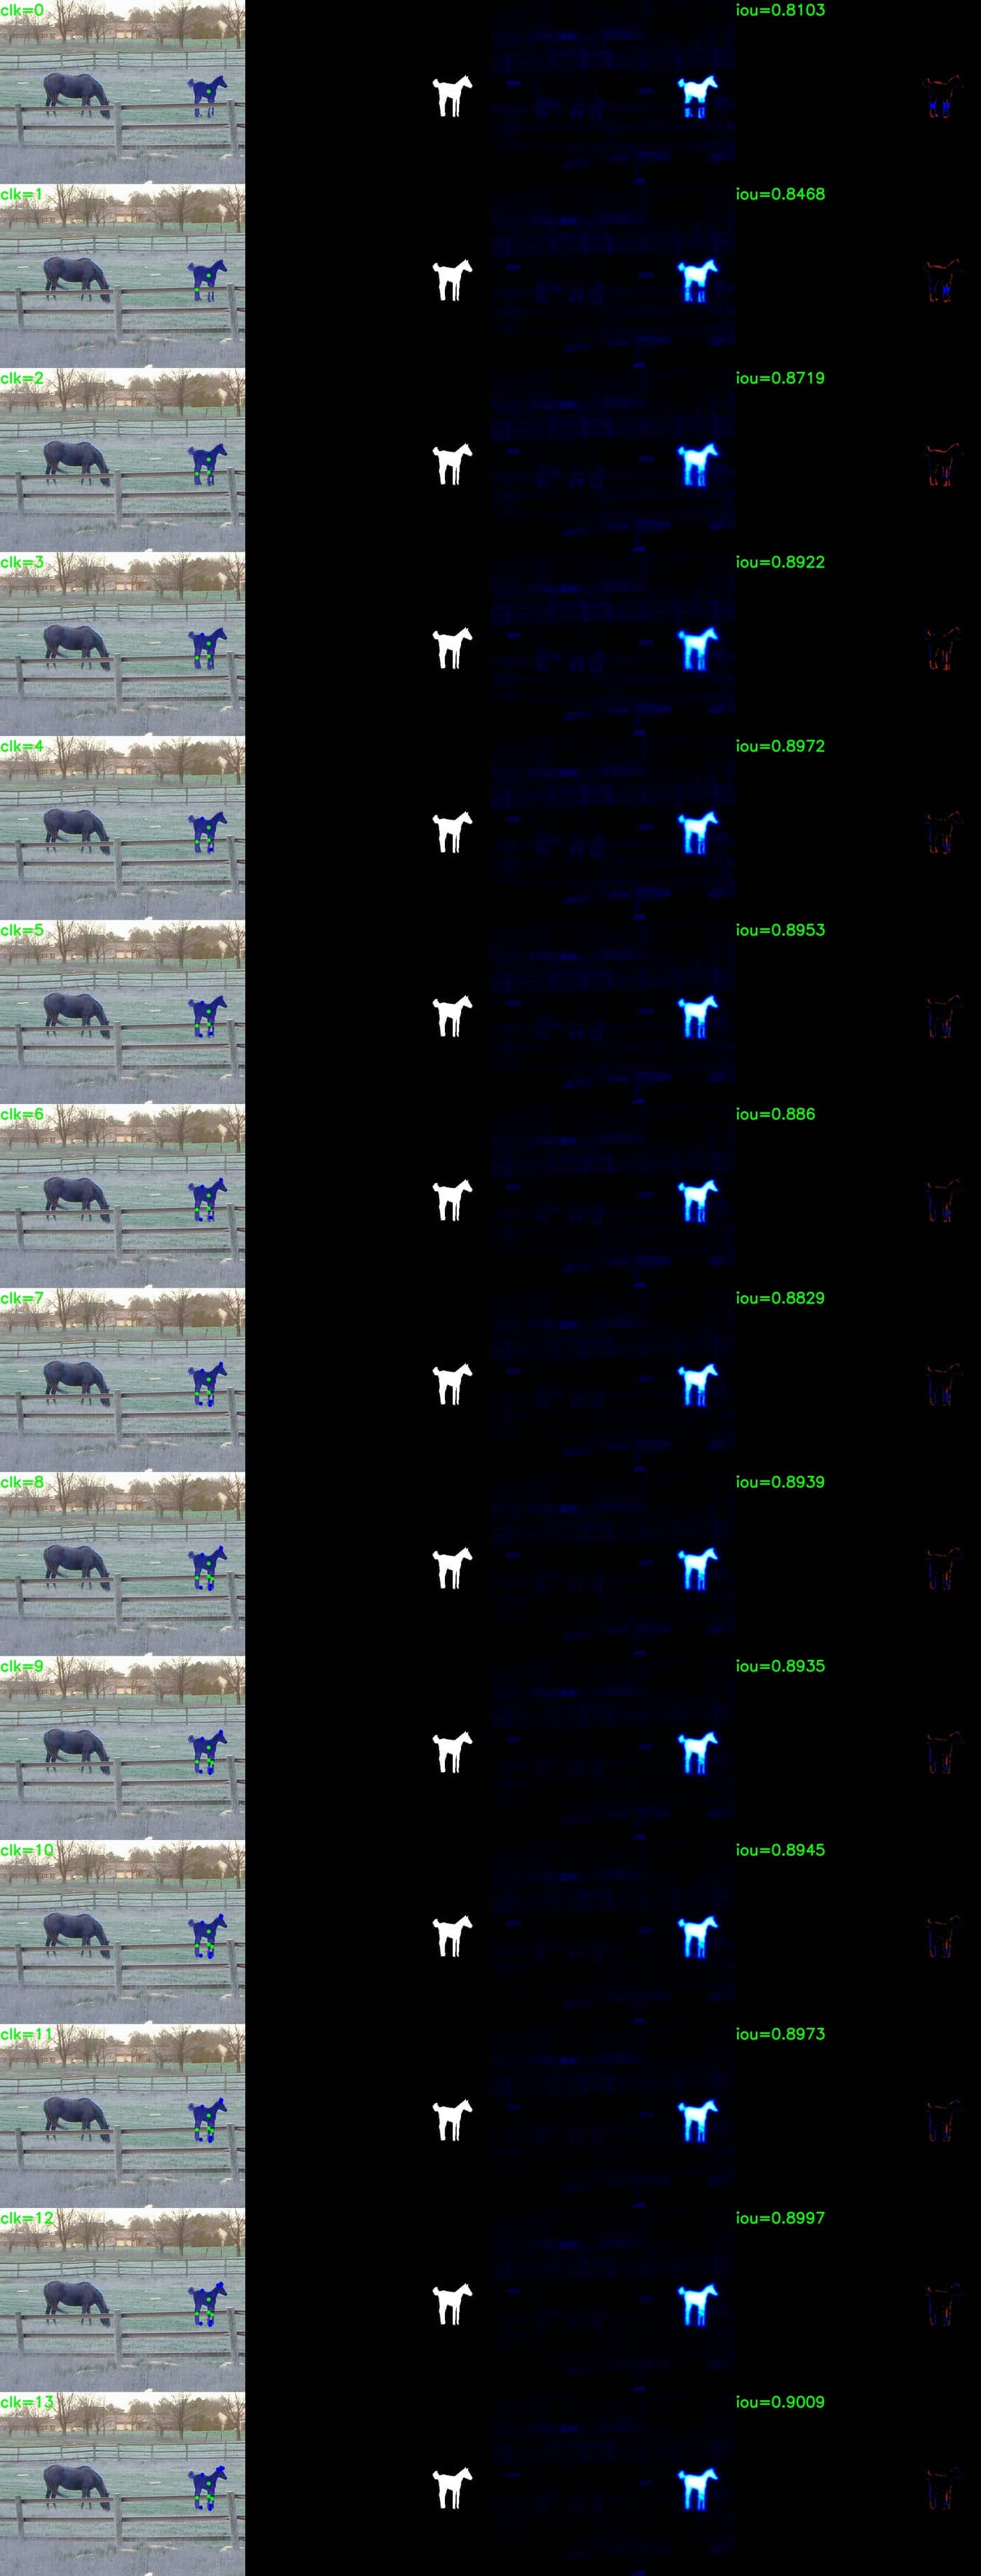 clk=0 iou=0.8103
clk=1 iou=0.8468
clk=2 iou=0.8719
clk=3 iou=0.8922
clk=4 iou=0.8972
clk=5 iou=0.8953
clk=6 iou=0.886
clk=7 iou=0.8829
clk=8 iou=0.8939
clk=9 iou=0.8935
clk=10 iou=0.8945
clk=11 iou=0.8973
clk=12 iou=0.8997
clk=13 iou=0.9009